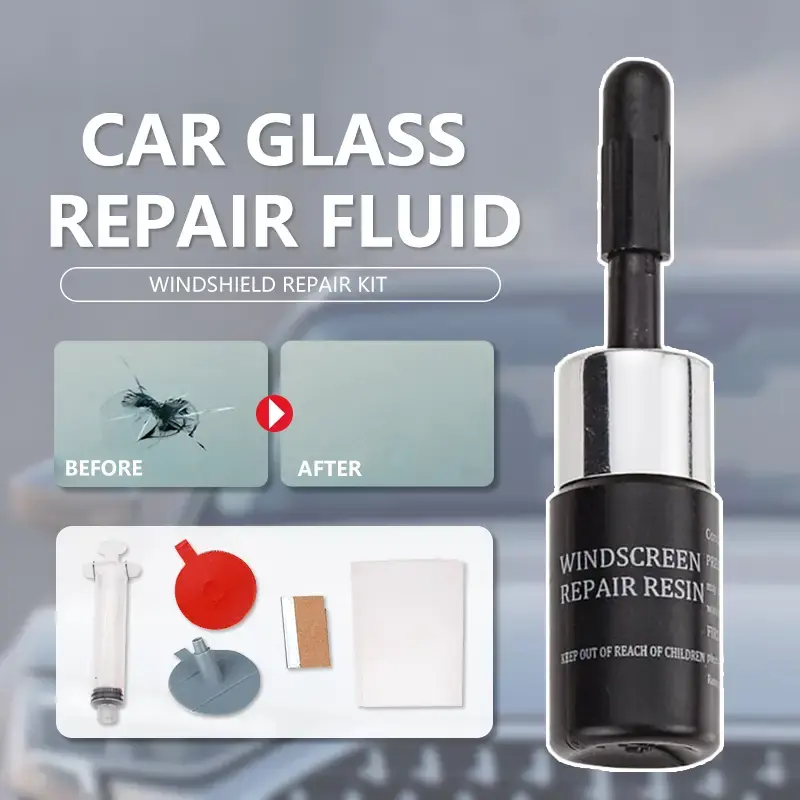 CAR GLASS
REPAIR FLUID
WINDSHIELD REPAIR KIT
BEFORE
AFTER
WINDSCREEN
REPAIR RESIN
KEEP OUT OF REACH OF CHILDREN